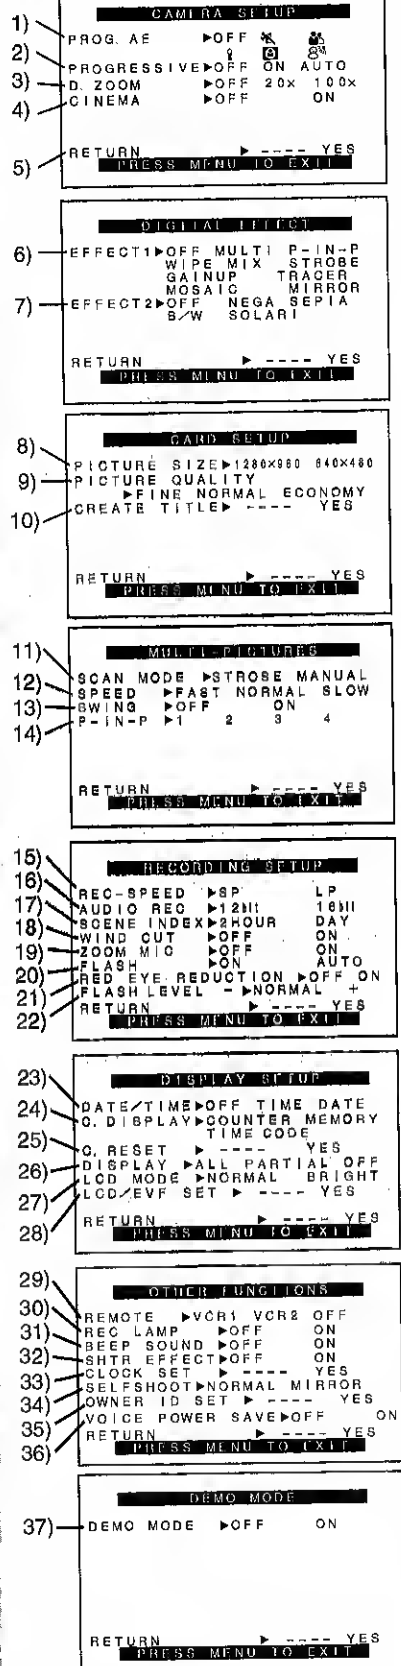 CAMERA SETUP
1) PROG. AE ▶OFF
2) PROGRESSIVE▶OFF ON AUTO
3) D. ZOOM ▶OFF 20x 100x
4) CINEMA ▶OFF ON
5) RETURN ▶ ---- YES
PRESS MENU TO EXIT
DIGITAL EFFECT
6) EFFECT1▶OFF MULTI P-IN-P
WIPE MIX STROBE
GAINUP TRACER
MOSAIC MIRROR
7) EFFECT2▶OFF NEGA SEPIA
B/W SOLARI
RETURN ▶ ---- YES
PRESS MENU TO EXIT
CARD SETUP
8) PICTURE SIZE▶1280×960 640×480
9) PICTURE QUALITY
▶FINE NORMAL ECONOMY
10) CREATE TITLE▶ ---- YES
RETURN ▶ ---- YES
PRESS MENU TO EXIT
MULTI-PICTURES
11) SCAN MODE ▶STROBE MANUAL
12) SPEED ▶FAST NORMAL SLOW
13) SWING ▶OFF ON
14) P-IN-P ▶1 2 3 4
RETURN ▶ ---- YES
PRESS MENU TO EXIT
RECORDING SETUP
15) REC-SPEED ▶SP LP
16) AUDIO REC ▶12bit 16bit
17) SCENE INDEX▶2HOUR DAY
18) WIND CUT ▶OFF ON
19) ZOOM MIC ▶OFF ON
20) FLASH ▶ON AUTO
21) RED EYE REDUCTION ▶OFF ON
22) FLASH LEVEL - ▶NORMAL +
RETURN ▶ ---- YES
PRESS MENU TO EXIT
DISPLAY SETUP
23) DATE/TIME▶OFF TIME DATE
24) C. DISPLAY▶COUNTER MEMORY
TIME CODE
25) C. RESET ▶ ---- YES
26) DISPLAY ▶ALL PARTIAL OFF
27) LCD MODE ▶NORMAL BRIGHT
28) LCD/EVF SET ▶ ---- YES
RETURN ▶ ---- YES
PRESS MENU TO EXIT
OTHER FUNCTIONS
29) REMOTE ▶VCR1 VCR2 OFF
30) REC LAMP ▶OFF ON
31) BEEP SOUND ▶OFF ON
32) SHTR EFFECT▶OFF ON
33) CLOCK SET ▶ ---- YES
34) SELFSHOOT▶NORMAL MIRROR
35) OWNER ID SET ▶ ---- YES
36) VOICE POWER SAVE▶OFF ON
RETURN ▶ ---- YES
PRESS MENU TO EXIT
DEMO MODE
37) DEMO MODE ▶OFF ON
RETURN ▶ ---- YES
PRESS MENU TO EXIT